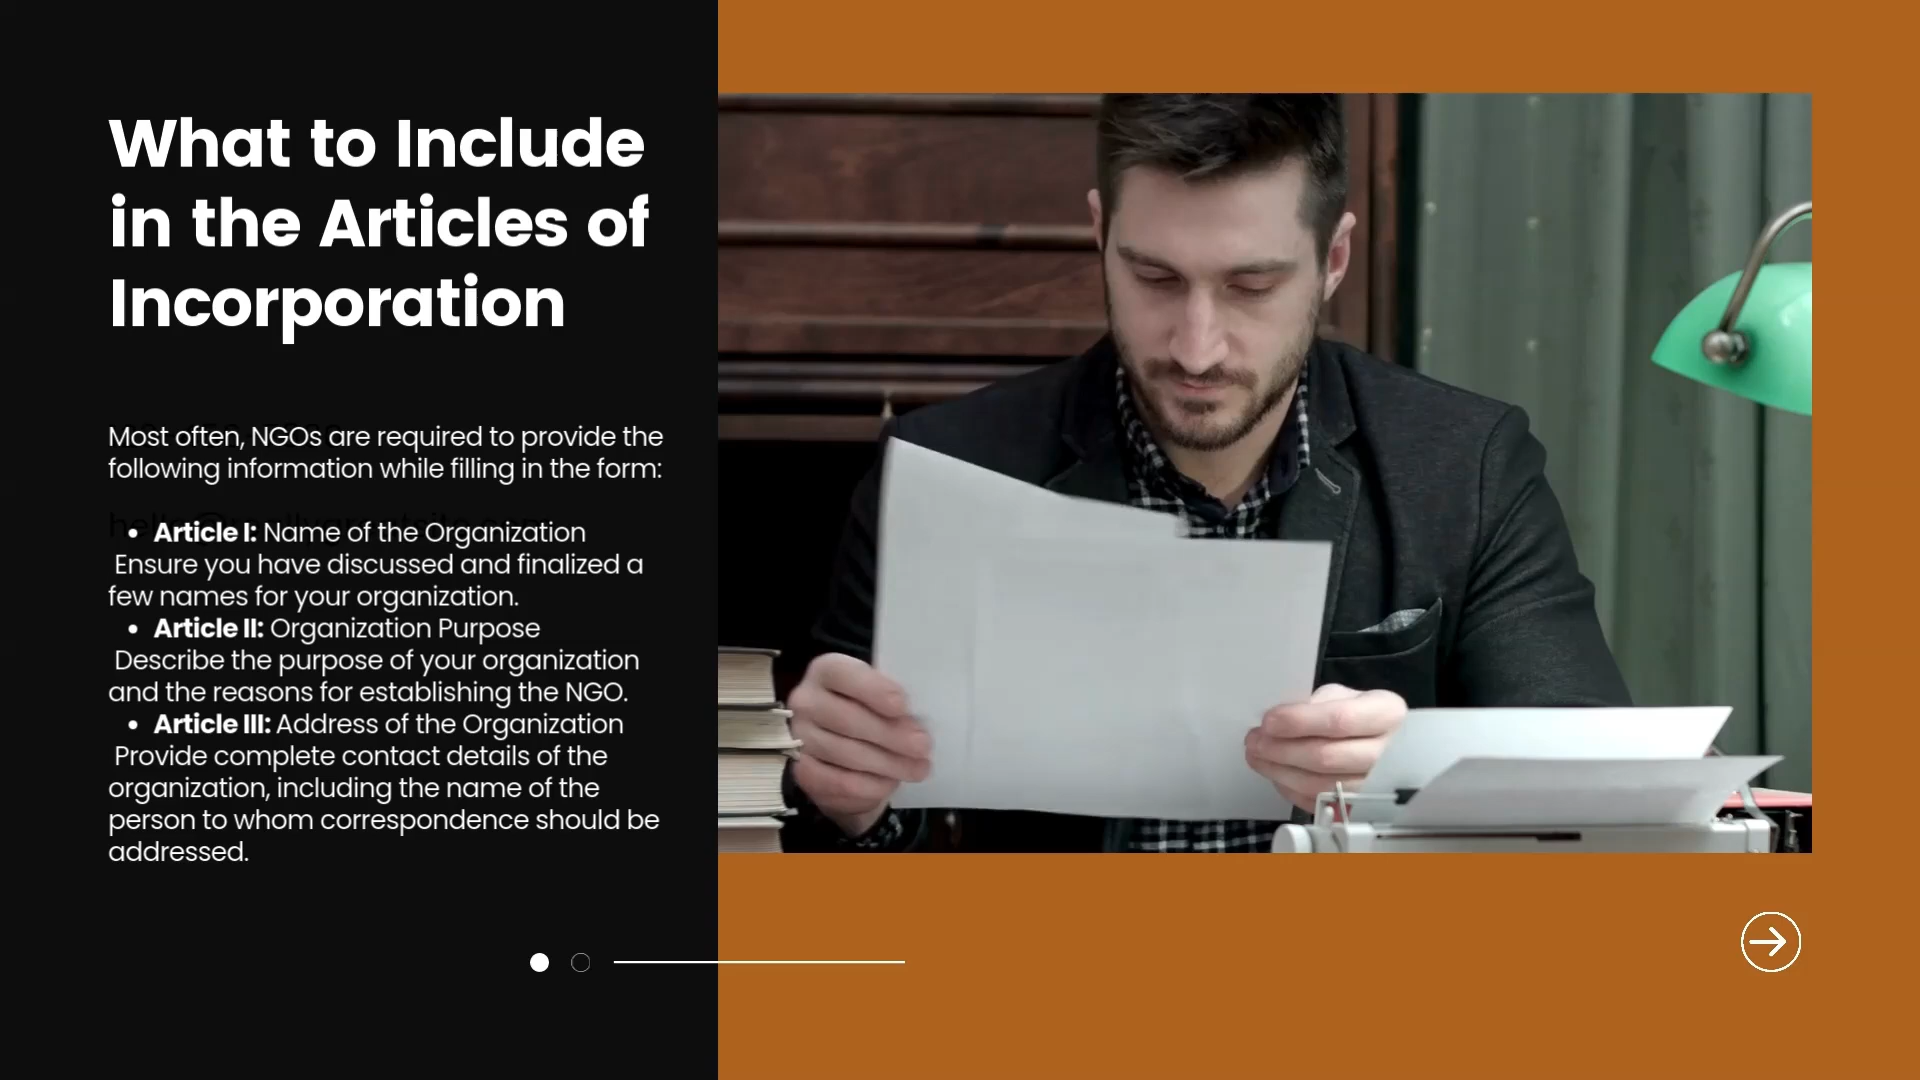 What to Include
in the Articles of
Incorporation
Most often, NGOs are required to provide the
following information while filling in the form:
• Article I: Name of the Organization
Ensure you have discussed and finalized a
few names for your organization.
• Article II: Organization Purpose
Describe the purpose of your organization
and the reasons for establishing the NGO.
• Article III: Address of the Organization
Provide complete contact details of the
organization, including the name of the
person to whom correspondence should be
addressed.